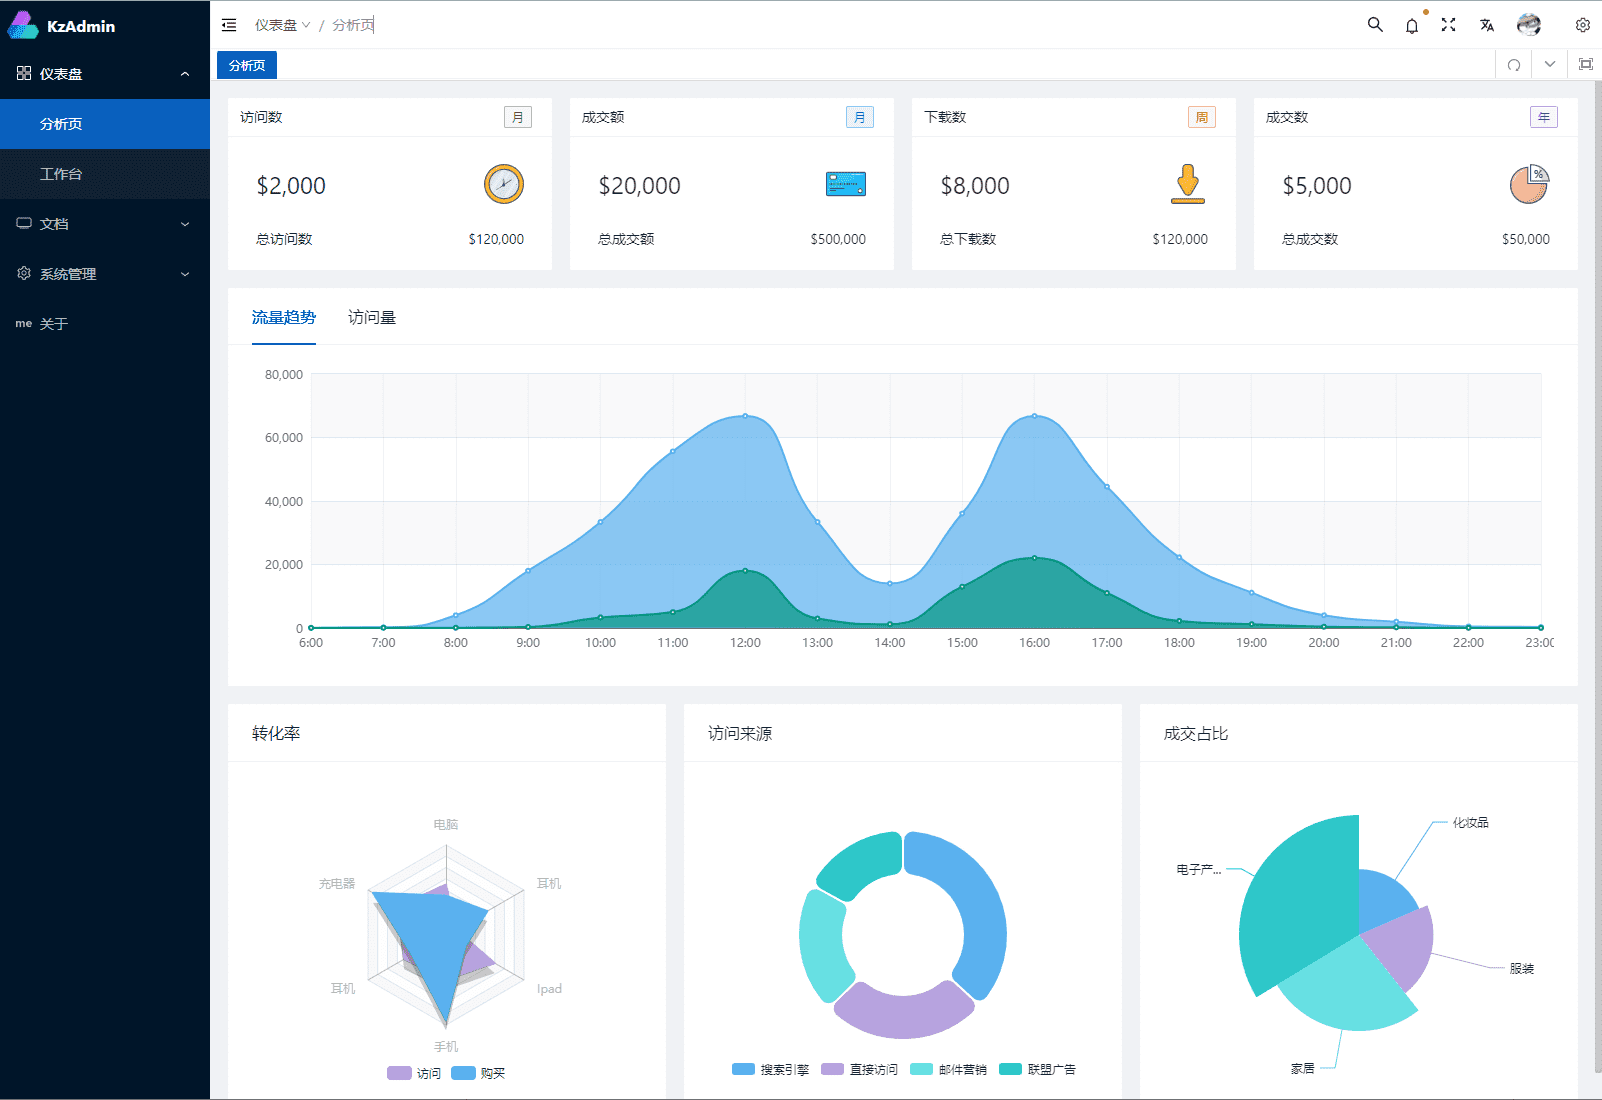 KzAdmin
仪表盘
分析页
工作台
文档
系统管理
me 关于
仪表盘 / 分析页
分析页
访问数 月
$2,000
总访问数 $120,000
成交额 月
$20,000
总成交额 $500,000
下载数 周
$8,000
总下载数 $120,000
成交数 年
%
$5,000
总成交数 $50,000
流量趋势 访问量
80,000
60,000
40,000
20,000
0
6:00 7:00 8:00 9:00 10:00 11:00 12:00 13:00 14:00 15:00 16:00 17:00 18:00 19:00 20:00 21:00 22:00 23:00
转化率
电脑
充电器 耳机
耳机 Ipad
手机
访问 购买
访问来源
搜索引擎 直接访问 邮件营销 联盟广告
成交占比
化妆品
电子产...
服装
家居